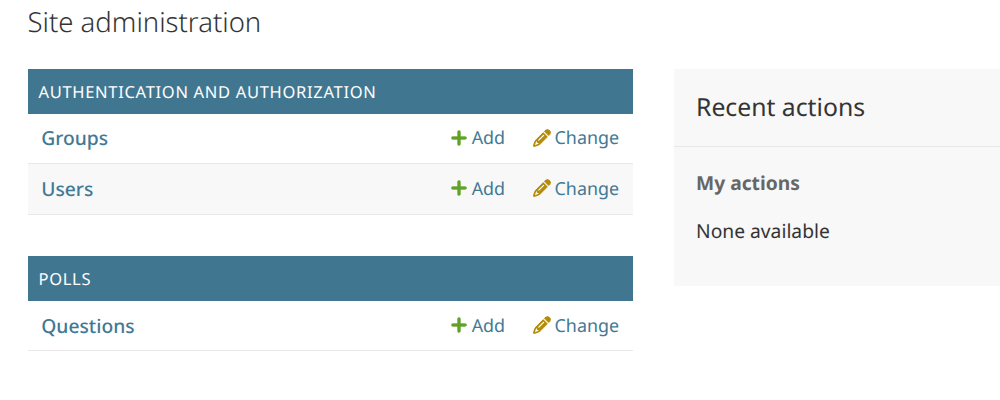 Site administration
AUTHENTICATION AND AUTHORIZATION
Groups Add Change
Users Add Change
POLLS
Questions Add Change
Recent actions
My actions
None available